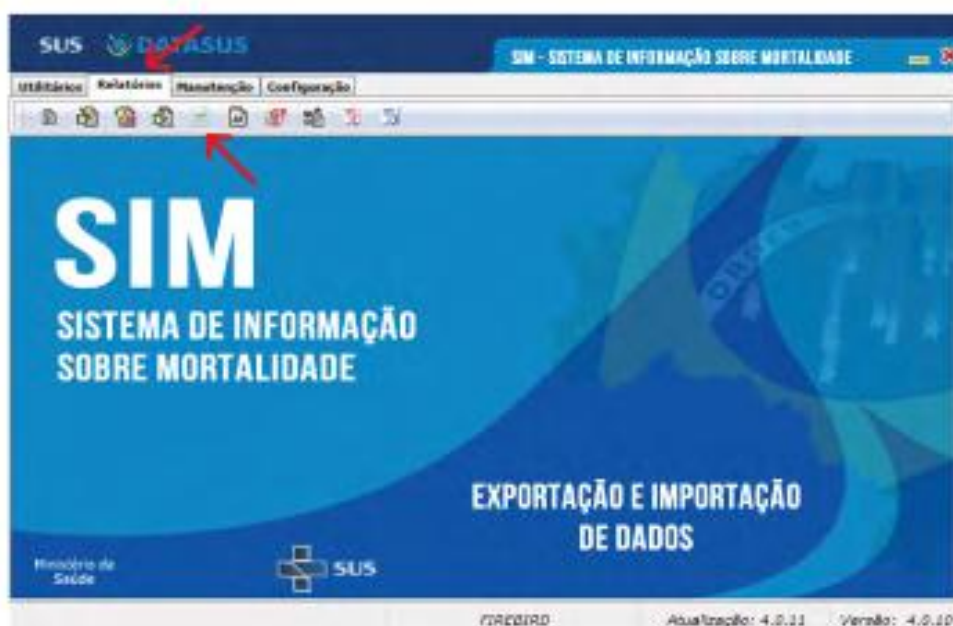 SUS DATASUS
SIM - SISTEMA DE INFORMAÇÃO SOBRE MORTALIDADE
Utilitários Relatórios Manutenção Configuração
SIM
SISTEMA DE INFORMAÇÃO
SOBRE MORTALIDADE
EXPORTAÇÃO E IMPORTAÇÃO
DE DADOS
Ministério da
Saúde
SUS
FIREBIRD Atualização: 4.0.11 Versão: 4.0.10